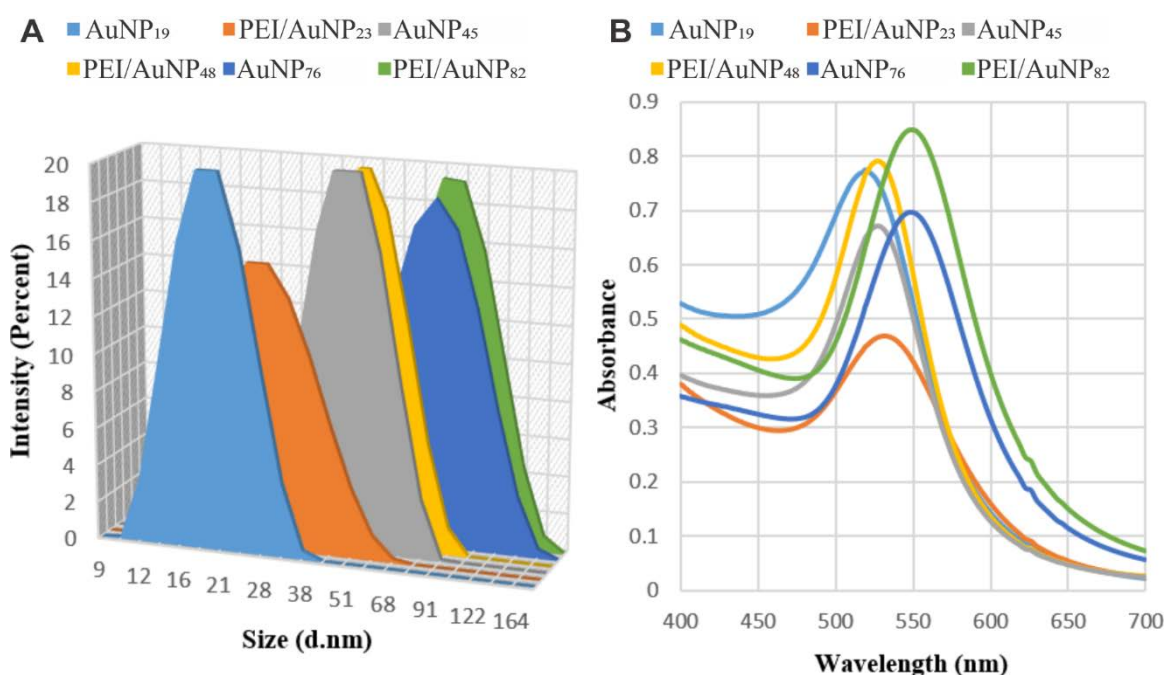 A
AuNP₁₉ PEI/AuNP₂₃ AuNP₄₅
PEI/AuNP₄₈ AuNP₇₆ PEI/AuNP₈₂
20
18
16
14
12
10
8
6
4
2
0
Intensity (Percent)
9 12 16 21 28 38 51 68 91 122 164
Size (d.nm)
B
AuNP₁₉ PEI/AuNP₂₃ AuNP₄₅
PEI/AuNP₄₈ AuNP₇₆ PEI/AuNP₈₂
0.9
0.8
0.7
0.6
0.5
0.4
0.3
0.2
0.1
0
Absorbance
400 450 500 550 600 650 700
Wavelength (nm)